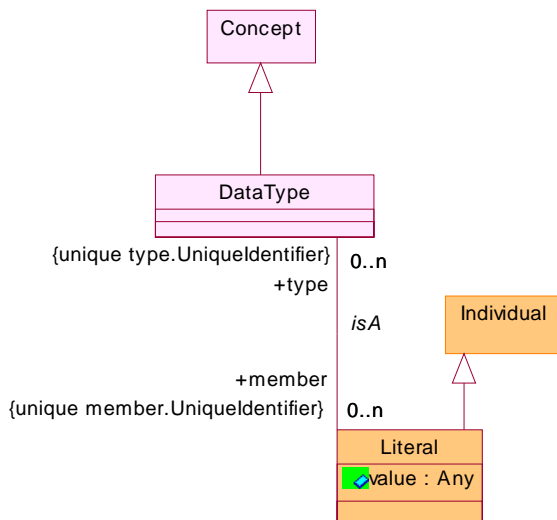 Concept
DataType
{unique type.UniqueIdentifier}
0..n
+type
isA
Individual
+member
{unique member.UniqueIdentifier}
0..n
Literal
value : Any